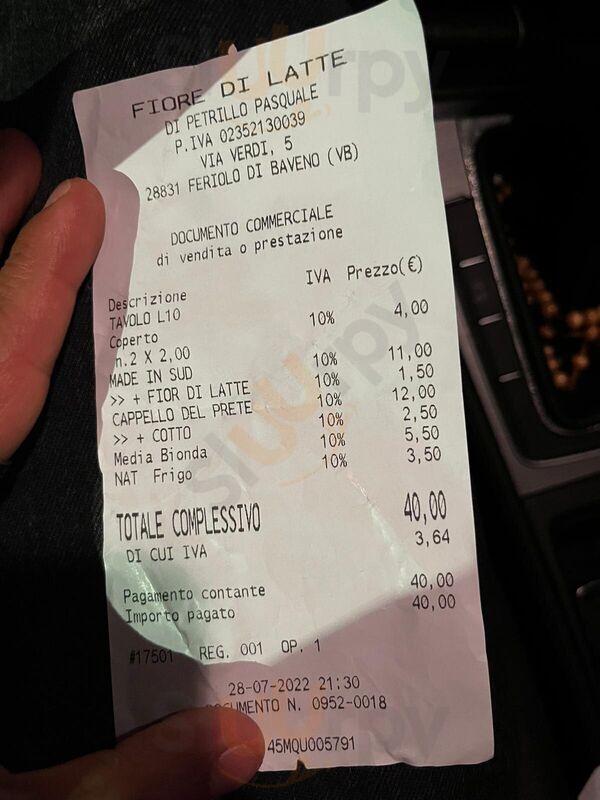 FIORE DI LATTE
DI PETRILLO PASQUALE
P.IVA 02352130039
VIA VERDI, 5
28831 FERIOLO DI BAVENO (VB)
DOCUMENTO COMMERCIALE
di vendita o prestazione
Descrizione IVA Prezzo(€)
TAVOLO L10
Coperto 10% 4,00
n.2 X 2,00
MADE IN SUD 10% 11,00
>> + FIOR DI LATTE 10% 1,50
CAPPELLO DEL PRETE 10% 12,00
>> + COTTO 10% 2,50
Media Bionda 10% 5,50
NAT Frigo 10% 3,50
TOTALE COMPLESSIVO 40,00
DI CUI IVA 3,64
Pagamento contante 40,00
Importo pagato 40,00
#17501 REG. 001 OP. 1
28-07-2022 21:30
DOCUMENTO N. 0952-0018
45MQU005791
sluurpy
sluurpy